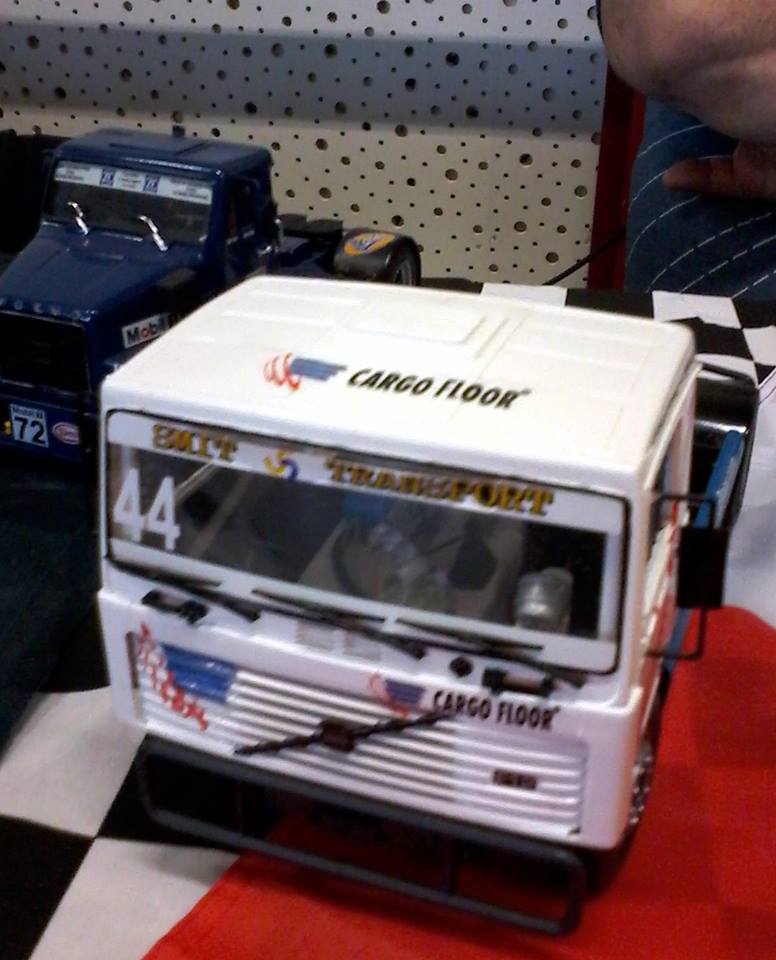 Mobil
72
CARGO FLOOR
SMIT TRANSPORT
44
CARGO FLOOR